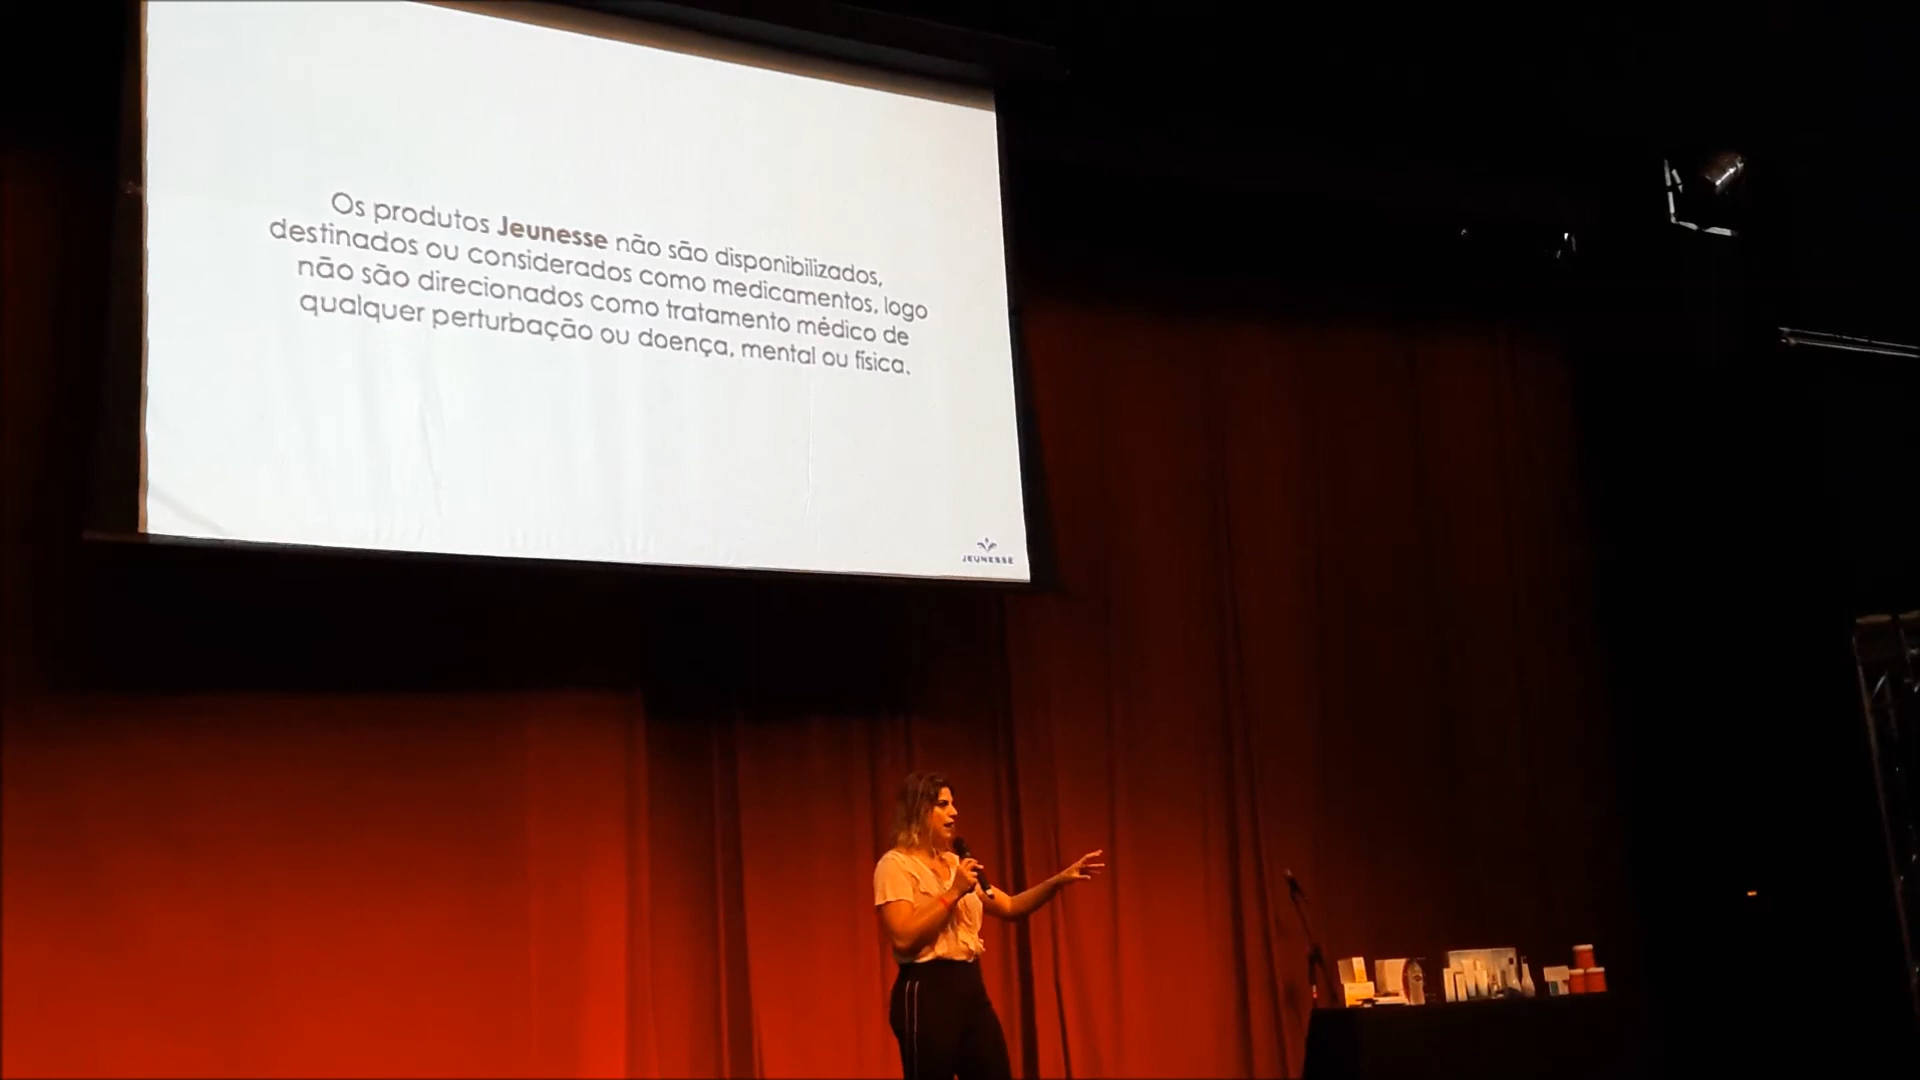 Os produtos Jeunesse não são disponibilizados,
destinados ou considerados como medicamentos, logo
não são direcionados como tratamento médico de
qualquer perturbação ou doença, mental ou física.
JEUNESSE